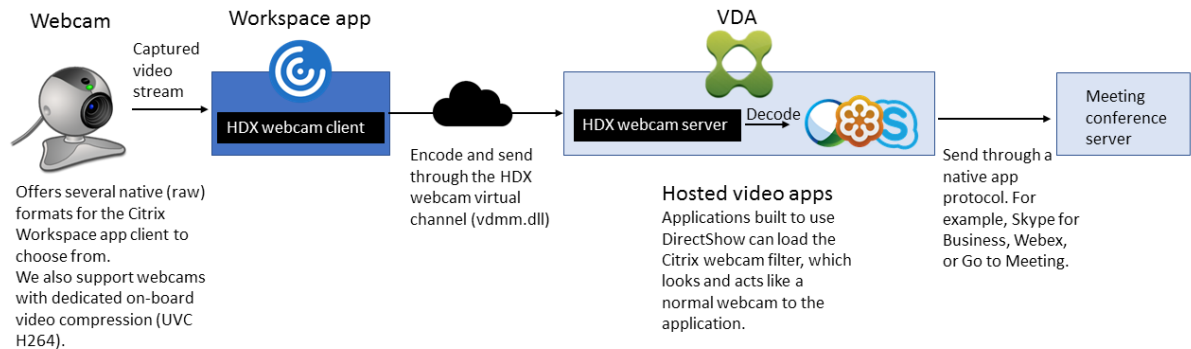 Webcam
Workspace app
VDA
Captured
video
stream
HDX webcam client
HDX webcam server
Decode
Meeting
conference
server
Offers several native (raw)
formats for the Citrix
Workspace app client to
choose from.
We also support webcams
with dedicated on-board
video compression (UVC
H264).
Encode and send
through the HDX
webcam virtual
channel (vdmm.dll)
Hosted video apps
Applications built to use
DirectShow can load the
Citrix webcam filter, which
looks and acts like a
normal webcam to the
application.
Send through a
native app
protocol. For
example, Skype for
Business, Webex,
or Go to Meeting.